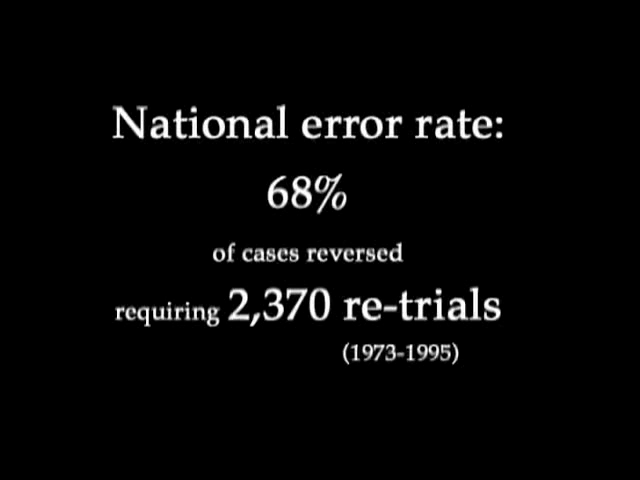 National error rate:
68%
of cases reversed
requiring 2,370 re-trials
(1973-1995)